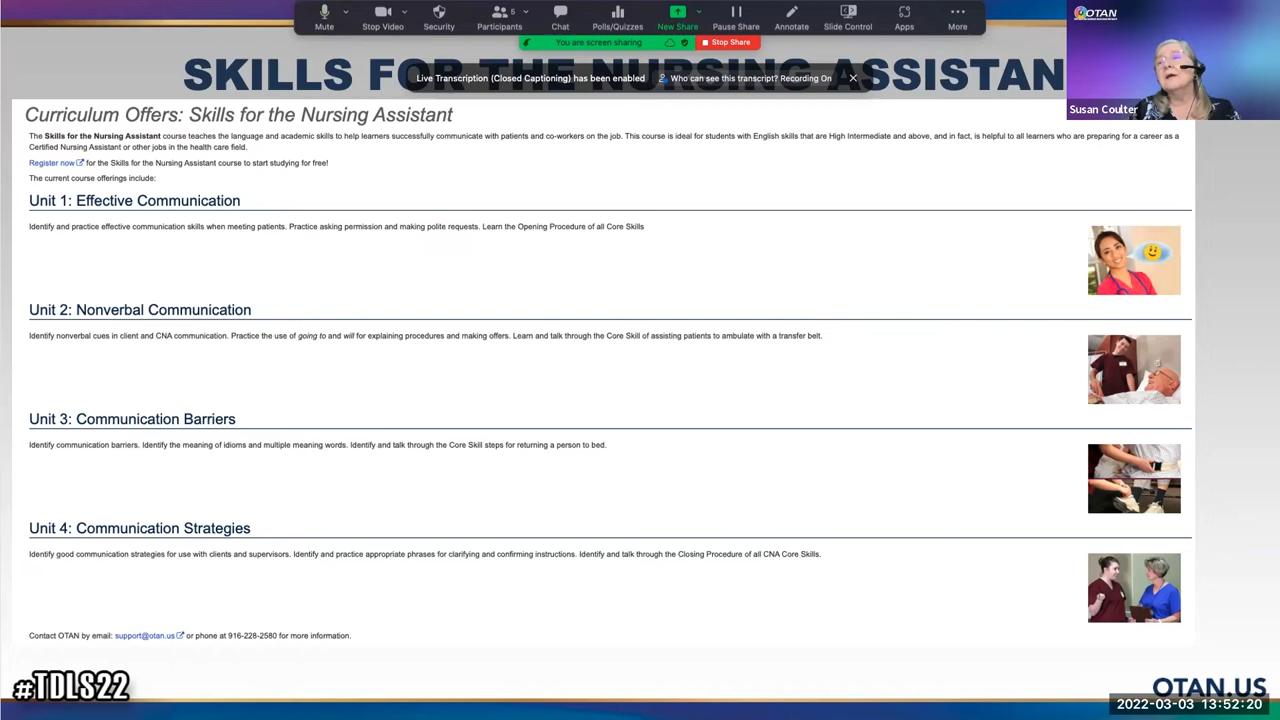 Mute
Stop Video
Security
Participants
5
Chat
Polls/Quizzes
New Share
Pause Share
Annotate
Slide Control
Apps
More
You are screen sharing
Stop Share
OTAN
SKILLS FOR THE NURSING ASSISTAN
Live Transcription (Closed Captioning) has been enabled
Who can see this transcript? Recording On
Susan Coulter
Curriculum Offers: Skills for the Nursing Assistant
The Skills for the Nursing Assistant course teaches the language and academic skills to help learners successfully communicate with patients and co-workers on the job. This course is ideal for students with English skills that are High Intermediate and above, and in fact, is helpful to all learners who are preparing for a career as a
Certified Nursing Assistant or other jobs in the health care field.
Register now for the Skills for the Nursing Assistant course to start studying for free!
The current course offerings include:
Unit 1: Effective Communication
Identify and practice effective communication skills when meeting patients. Practice asking permission and making polite requests. Learn the Opening Procedure of all Core Skills
Unit 2: Nonverbal Communication
Identify nonverbal cues in client and CNA communication. Practice the use of going to and will for explaining procedures and making offers. Learn and talk through the Core Skill of assisting patients to ambulate with a transfer belt.
Unit 3: Communication Barriers
Identify communication barriers. Identify the meaning of idioms and multiple meaning words. Identify and talk through the Core Skill steps for returning a person to bed.
Unit 4: Communication Strategies
Identify good communication strategies for use with clients and supervisors. Identify and practice appropriate phrases for clarifying and confirming instructions. Identify and talk through the Closing Procedure of all CNA Core Skills.
Contact OTAN by email: support@otan.us or phone at 916-228-2580 for more information.
#TDLS22
OTAN.US
2022-03-03 13:52:20